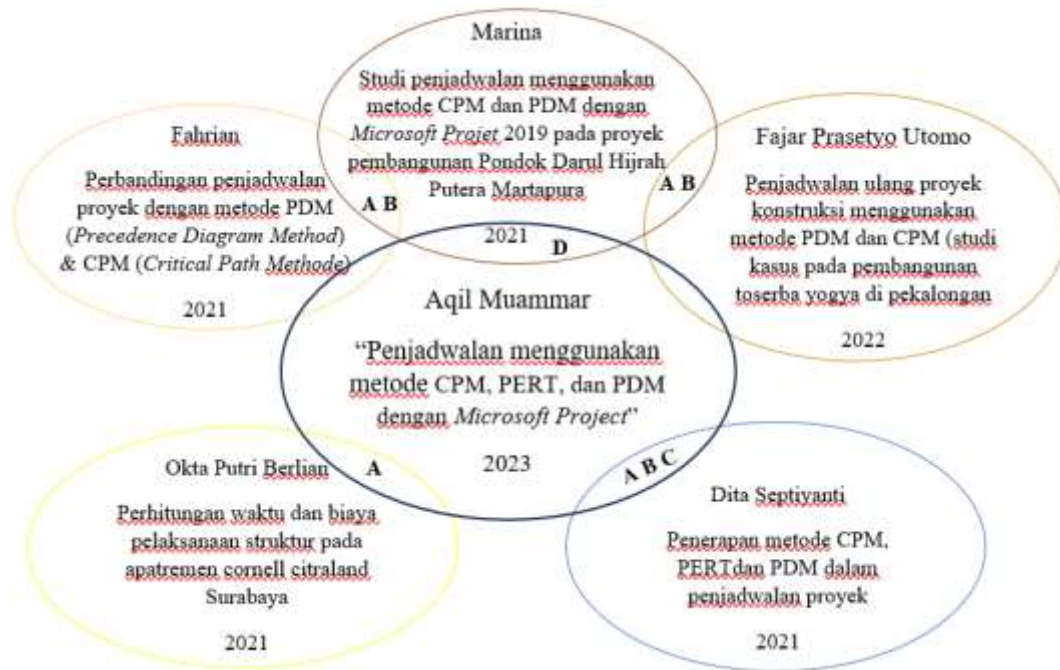 Marina
Studi penjadwalan menggunakan
metode CPM dan PDM dengan
Microsoft Projet 2019 pada proyek
pembangunan Pondok Darul Hijrah
Putera Martapura
2021
Fahrian
Perbandingan penjadwalan
proyek dengan metode PDM
(Precedence Diagram Method)
& CPM (Critical Path Methode)
2021
A B
A B
D
Fajar Prasetyo Utomo
Penjadwalan ulang proyek
konstruksi menggunakan
metode PDM dan CPM (studi
kasus pada pembangunan
toserba yogya di pekalongan
2022
Aqil Muammar
“Penjadwalan menggunakan
metode CPM, PERT, dan PDM
dengan Microsoft Project”
2023
A
A B C
Okta Putri Berlian
Perhitungan waktu dan biaya
pelaksanaan struktur pada
apatremen cornell citraland
Surabaya
2021
Dita Septiyanti
Penerapan metode CPM,
PERTdan PDM dalam
penjadwalan proyek
2021